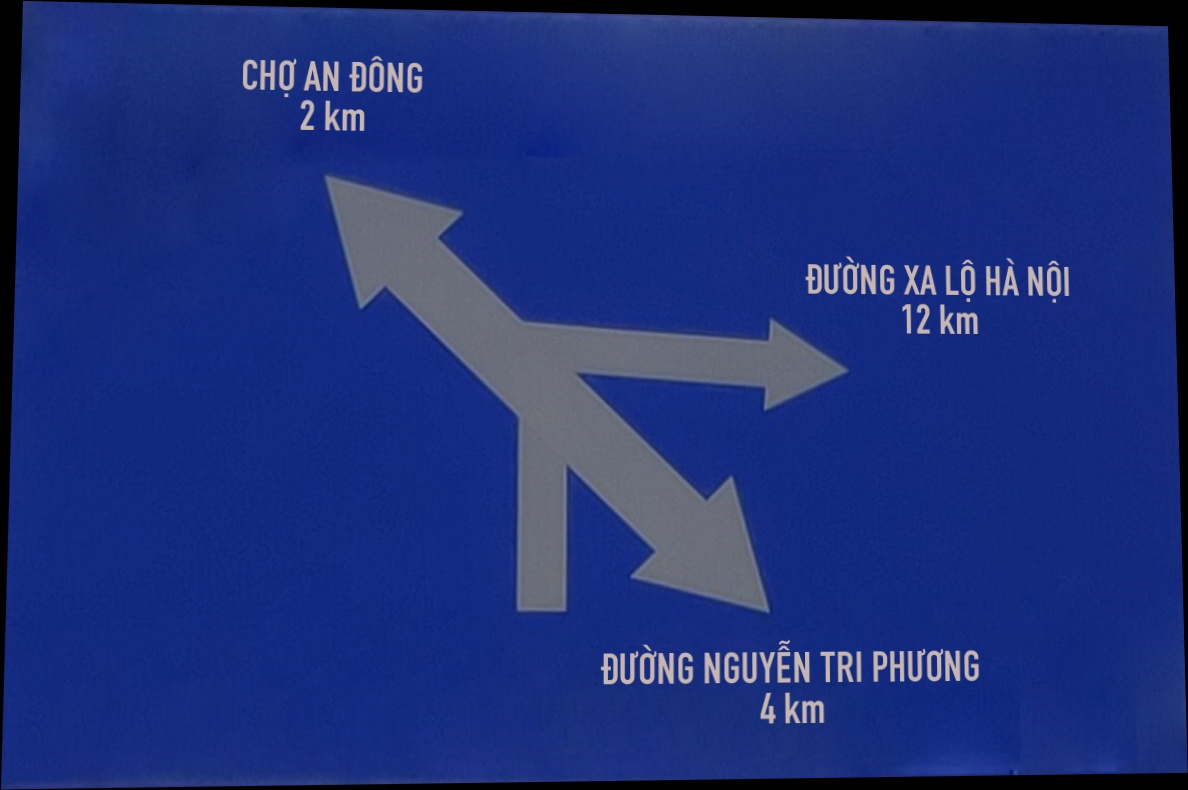 CHỢ AN ĐÔNG
2 km
ĐƯỜNG XA LỘ HÀ NỘI
12 km
ĐƯỜNG NGUYỄN TRI PHƯƠNG
4 km